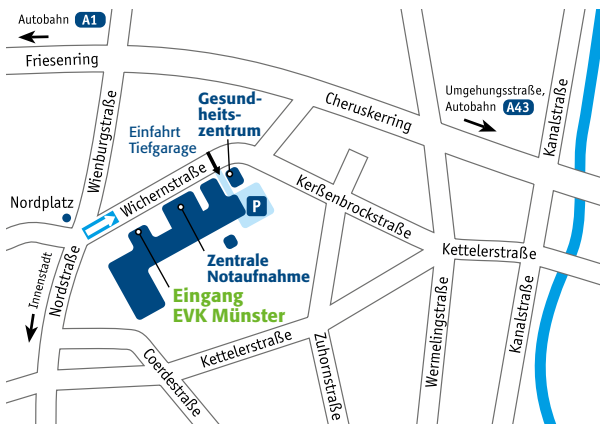 Autobahn A1
Friesenring
Wienburgstraße
Gesund-
heits-
zentrum
Einfahrt
Tiefgarage
Cheruskerring
Umgehungsstraße,
Autobahn A43
Kanalstraße
Wichernstraße
Nordplatz
P
Kerßenbrockstraße
Zentrale
Notaufnahme
Kettelerstraße
Innenstadt
Nordstraße
Eingang
EVK Münster
Kettelerstraße
Coerdestraße
Zuhornstraße
Wermelingstraße
Kanalstraße